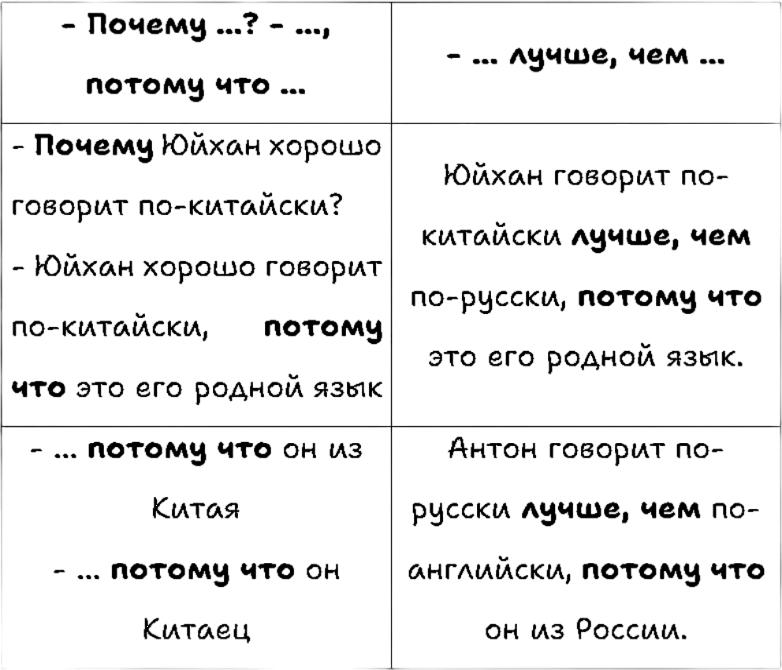 - Почему ...? - ...,
потому что ...
- ... лучше, чем ...
- Почему Юйхан хорошо
говорит по-китайски?
- Юйхан хорошо говорит
по-китайски, потому
что это его родной язык
Юйхан говорит по-
китайски лучше, чем
по-русски, потому что
это его родной язык.
- ... потому что он из
Китая
- ... потому что он
Китаец
Антон говорит по-
русски лучше, чем по-
английски, потому что
он из России.